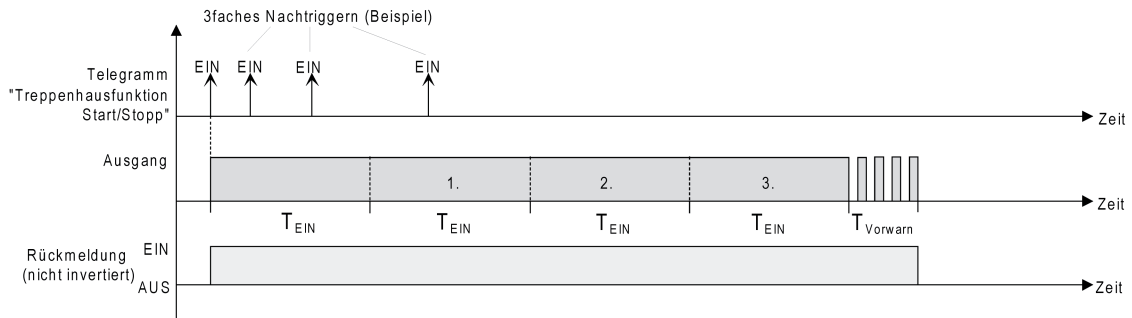 3faches Nachtriggern (Beispiel)
EIN EIN EIN EIN
Telegramm
"Treppenhausfunktion
Start/Stopp"
Zeit
Ausgang
1. 2. 3.
Zeit
TEIN TEIN TEIN TEIN TVorwarn
EIN
Rückmeldung
(nicht invertiert)
AUS
Zeit